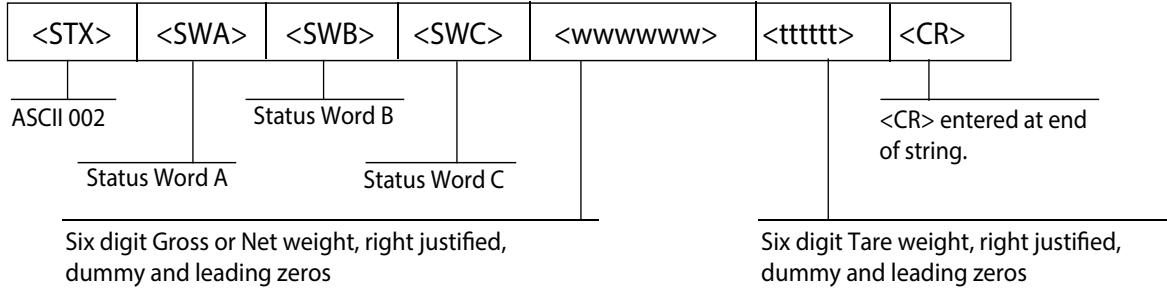 <STX> <SWA> <SWB> <SWC> <wwwwww> <tttttt> <CR>
ASCII 002
Status Word B
<CR> entered at end
of string.
Status Word A
Status Word C
Six digit Gross or Net weight, right justified,
dummy and leading zeros
Six digit Tare weight, right justified,
dummy and leading zeros